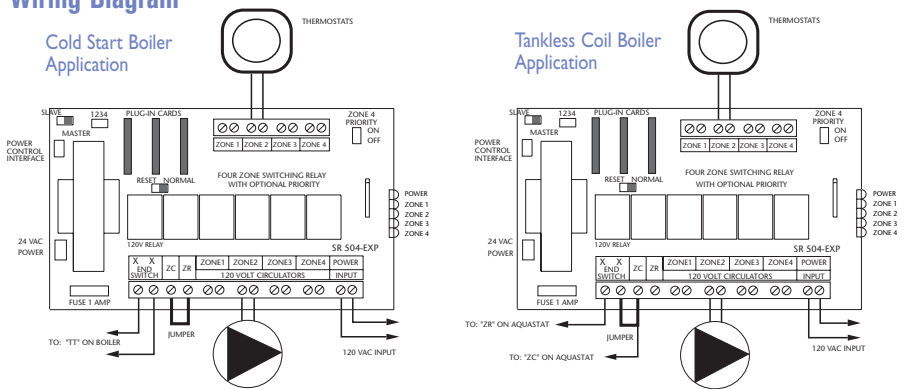 Wiring Diagram
Cold Start Boiler
Application
THERMOSTATS
SLAVE
1234
MASTER
PLUG-IN CARDS
ZONE 4
PRIORITY
ON
OFF
POWER
CONTROL
INTERFACE
ZONE 1 ZONE 2 ZONE 3 ZONE 4
RESET NORMAL
FOUR ZONE SWITCHING RELAY
WITH OPTIONAL PRIORITY
POWER
ZONE 1
ZONE 2
ZONE 3
ZONE 4
24 VAC
POWER
120V RELAY
SR 504-EXP
X X
END
SWITCH
ZC ZR
ZONE1 ZONE2 ZONE3 ZONE4
120 VOLT CIRCULATORS
POWER
INPUT
FUSE 1 AMP
JUMPER
TO: "TT" ON BOILER
120 VAC INPUT
Tankless Coil Boiler
Application
THERMOSTATS
SLAVE
1234
MASTER
PLUG-IN CARDS
ZONE 4
PRIORITY
ON
OFF
POWER
CONTROL
INTERFACE
ZONE 1 ZONE 2 ZONE 3 ZONE 4
RESET NORMAL
FOUR ZONE SWITCHING RELAY
WITH OPTIONAL PRIORITY
POWER
ZONE 1
ZONE 2
ZONE 3
ZONE 4
24 VAC
POWER
120V RELAY
SR 504-EXP
X X
END
SWITCH
ZC ZR
ZONE1 ZONE2 ZONE3 ZONE4
120 VOLT CIRCULATORS
POWER
INPUT
FUSE 1 AMP
TO: "ZR" ON AQUASTAT
JUMPER
120 VAC INPUT
TO: "ZC" ON AQUASTAT